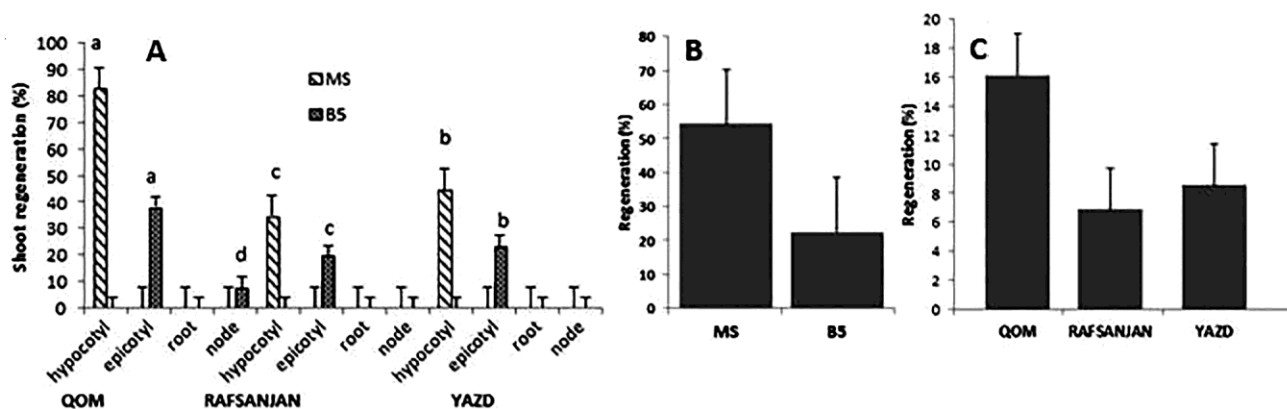 A
Shoot regeneration (%)
100
90
80
70
60
50
40
30
20
10
0
a
a
d
c
c
b
b
MS
B5
hypocotyl
epicotyl
root
node
hypocotyl
epicotyl
root
node
hypocotyl
epicotyl
root
node
QOM
RAFSANJAN
YAZD
B
Regeneration (%)
80
70
60
50
40
30
20
10
0
MS
B5
C
Regeneration (%)
20
18
16
14
12
10
8
6
4
2
0
QOM
RAFSANJAN
YAZD